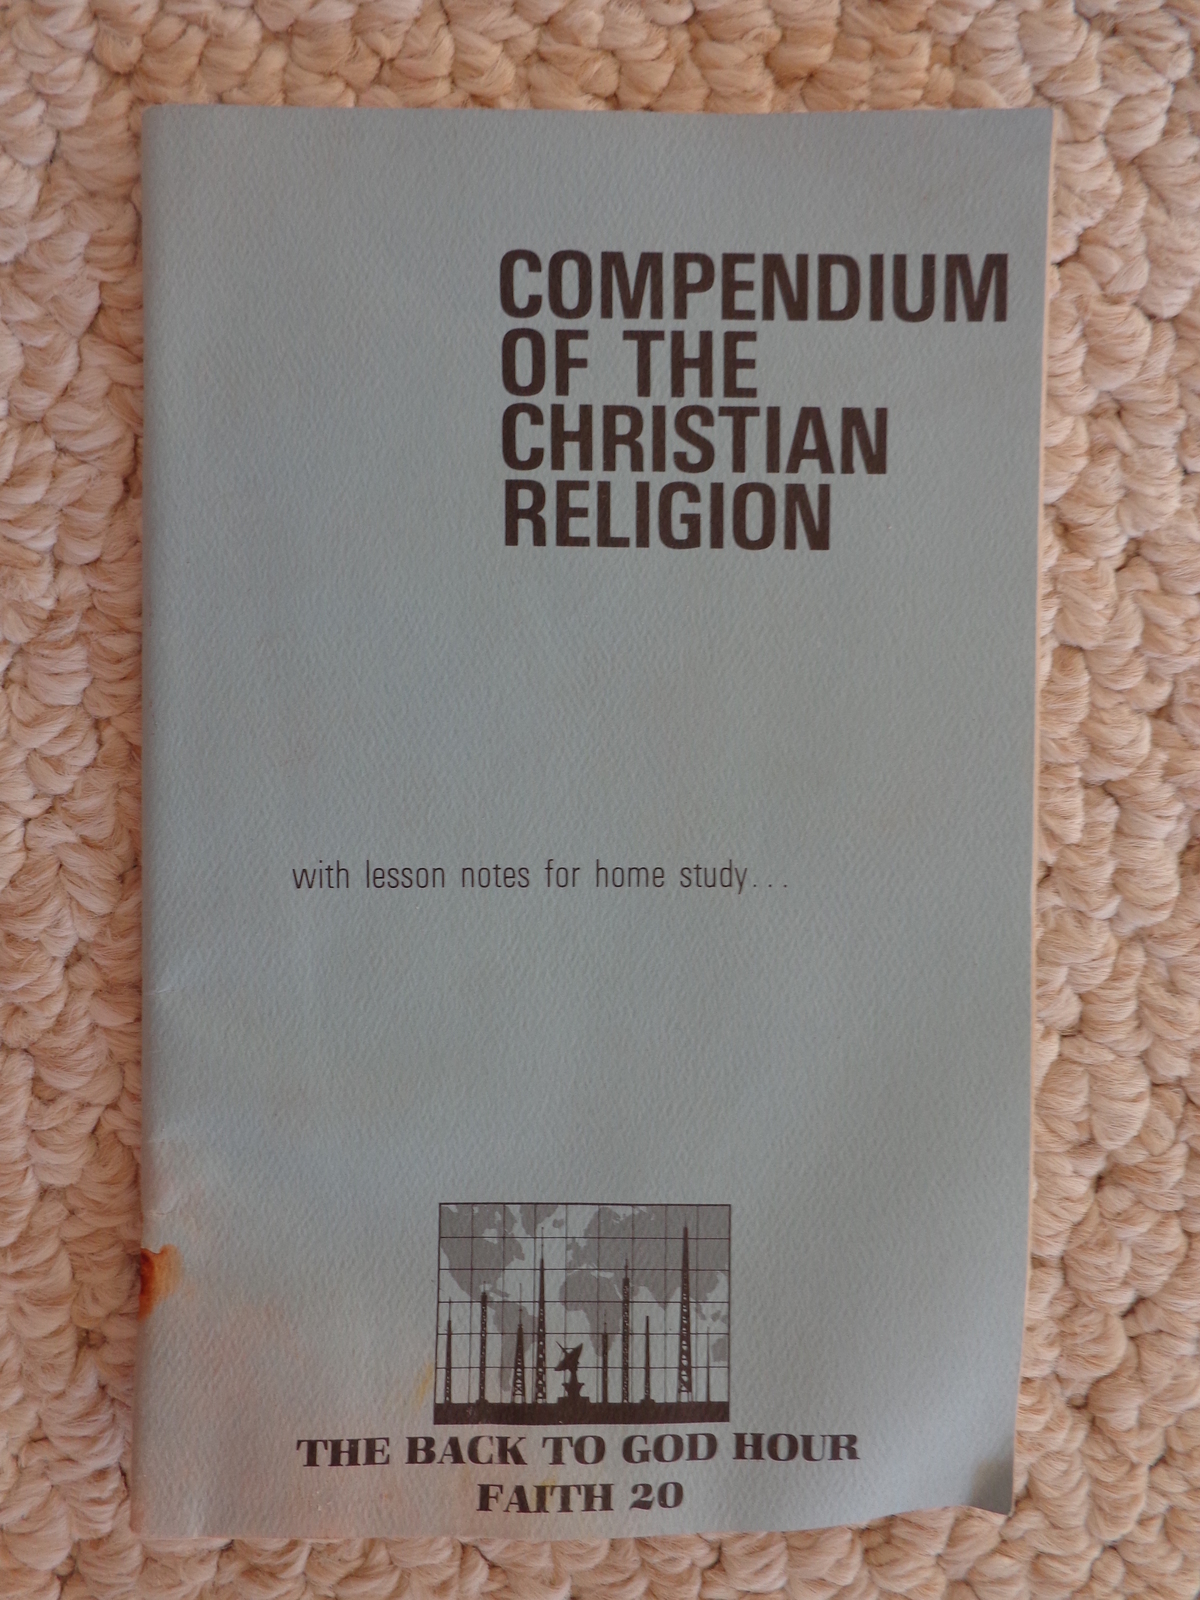 COMPENDIUM
OF THE
CHRISTIAN
RELIGION
with lesson notes for home study...
THE BACK TO GOD HOUR
FAITH 20